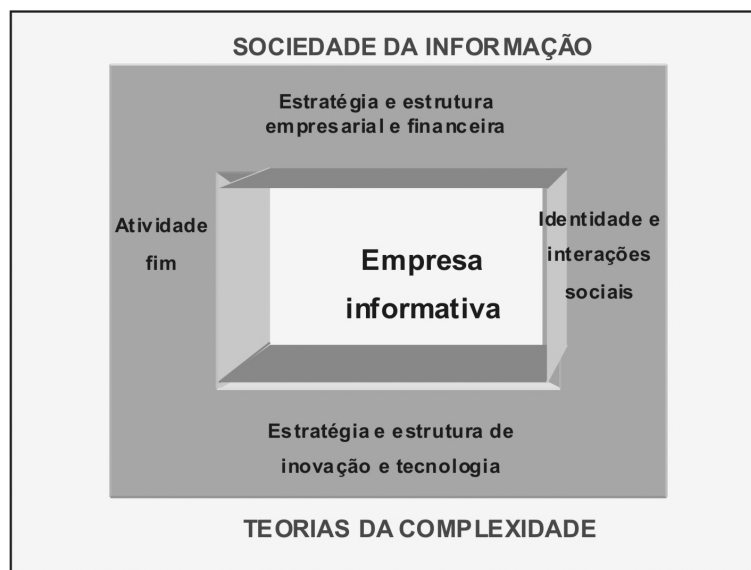 SOCIEDADE DA INFORMAÇÃO
Estratégia e estrutura
empresarial e financeira
Atividade
fim
Empresa
informativa
Identidade e
interações
sociais
Estratégia e estrutura de
inovação e tecnologia
TEORIAS DA COMPLEXIDADE